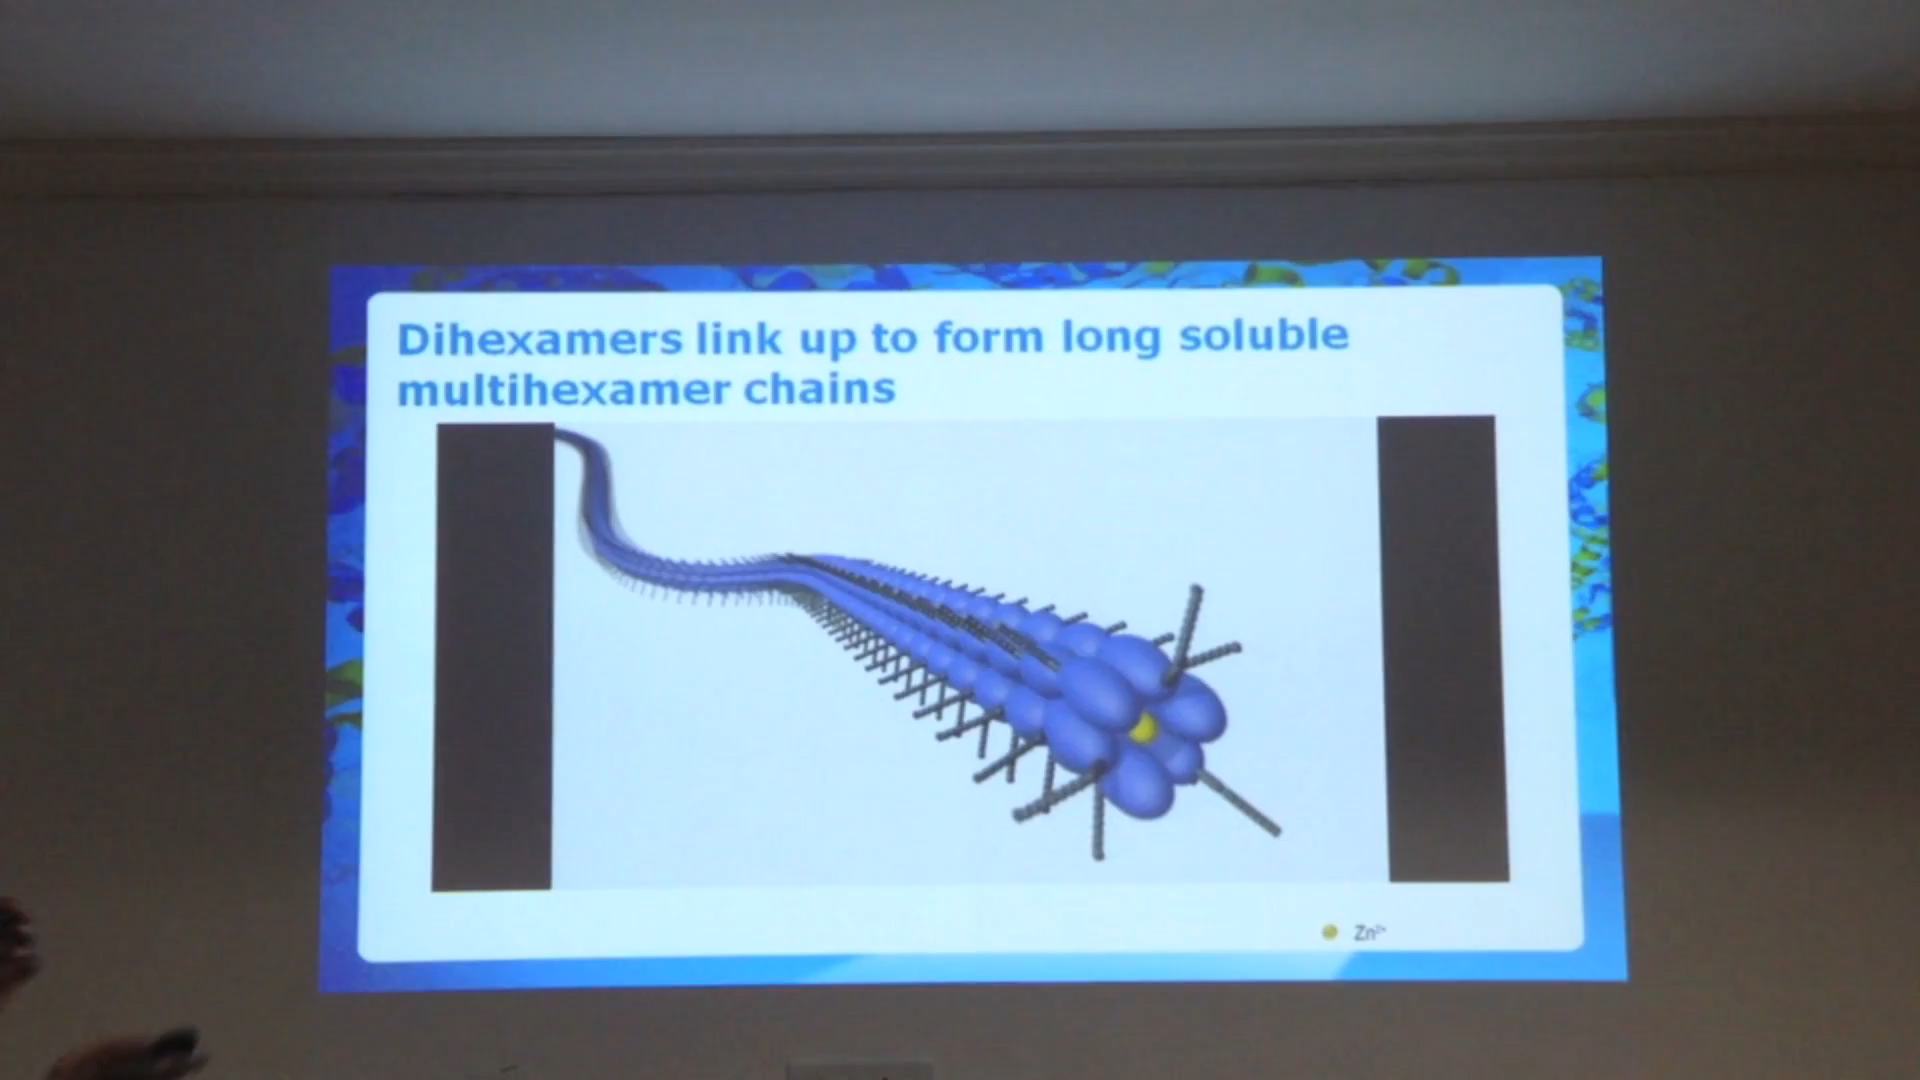 Dihexamers link up to form long soluble
multihexamer chains
Zn²⁺